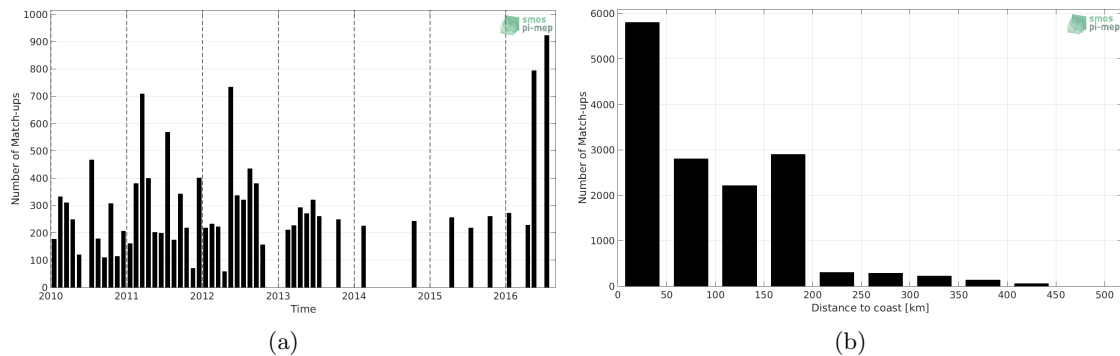 1000
900
800
700
600
500
400
300
200
100
0
Number of Match-ups
2010 2011 2012 2013 2014 2015 2016
Time
smos
pi-mep
(a)
6000
5000
4000
3000
2000
1000
0
Number of Match-ups
0 50 100 150 200 250 300 350 400 450 500
Distance to coast [km]
smos
pi-mep
(b)